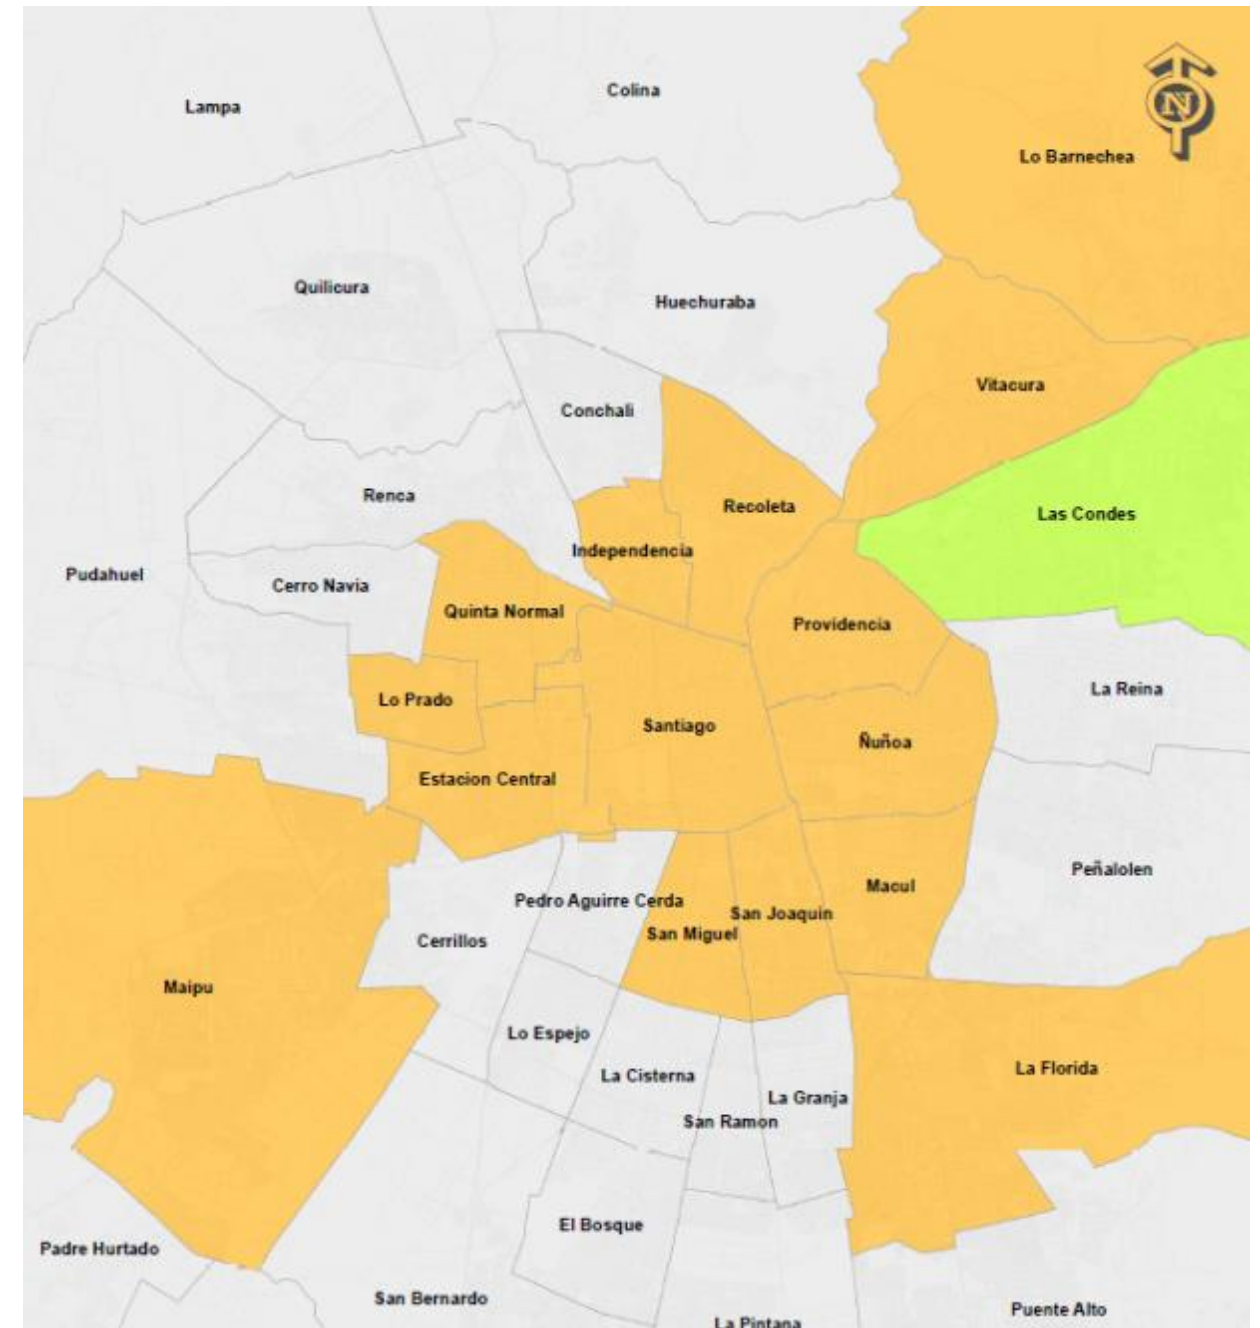 Colina
Lampa
N
Lo Barnechea
Quilicura
Huechuraba
Vitacura
Conchali
Renca
Recoleta
Las Condes
Independencia
Pudahuel
Cerro Navia
Quinta Normal
Providencia
La Reina
Lo Prado
Santiago
Ñuñoa
Estacion Central
Peñalolen
Macul
Pedro Aguirre Cerda
San Joaquin
San Miguel
Cerrillos
Maipu
Lo Espejo
La Florida
La Cisterna
La Granja
San Ramon
El Bosque
Padre Hurtado
San Bernardo
Puente Alto
La Pintana